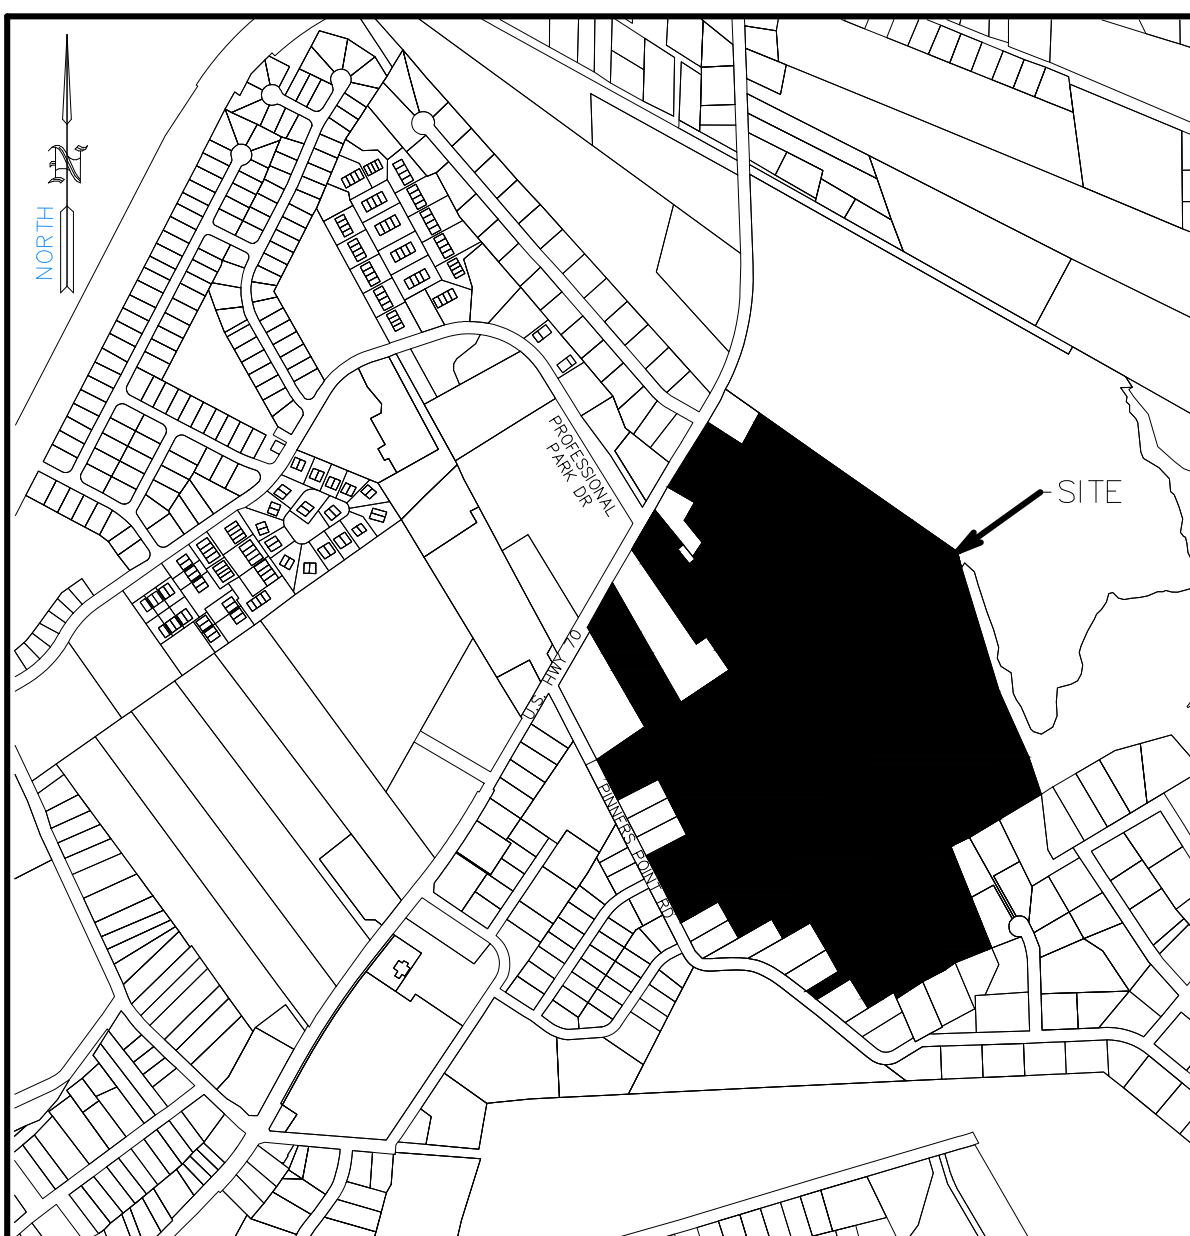 N
NORTH
PROFESSIONAL
PARK DR
SITE
U.S. HWY 70
PINNERS POINT RD